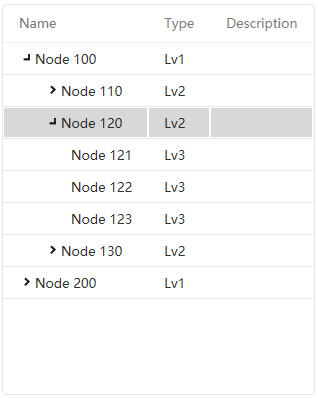 Name Type Description
Node 100 Lv1
Node 110 Lv2
Node 120 Lv2
Node 121 Lv3
Node 122 Lv3
Node 123 Lv3
Node 130 Lv2
Node 200 Lv1